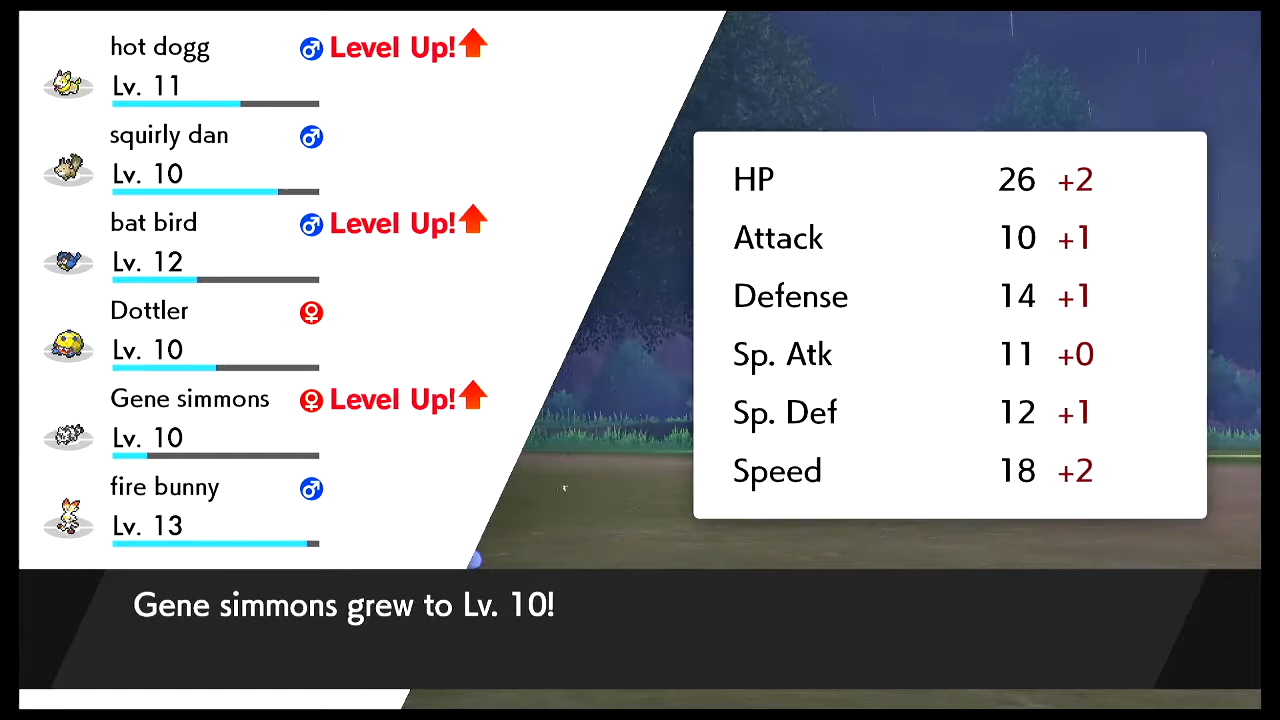 hot dogg ♂ Level Up!
Lv. 11
squirly dan ♂
Lv. 10
bat bird ♂ Level Up!
Lv. 12
Dottler ♀
Lv. 10
Gene simmons ♀ Level Up!
Lv. 10
fire bunny ♂
Lv. 13
HP 26 +2
Attack 10 +1
Defense 14 +1
Sp. Atk 11 +0
Sp. Def 12 +1
Speed 18 +2
Gene simmons grew to Lv. 10!